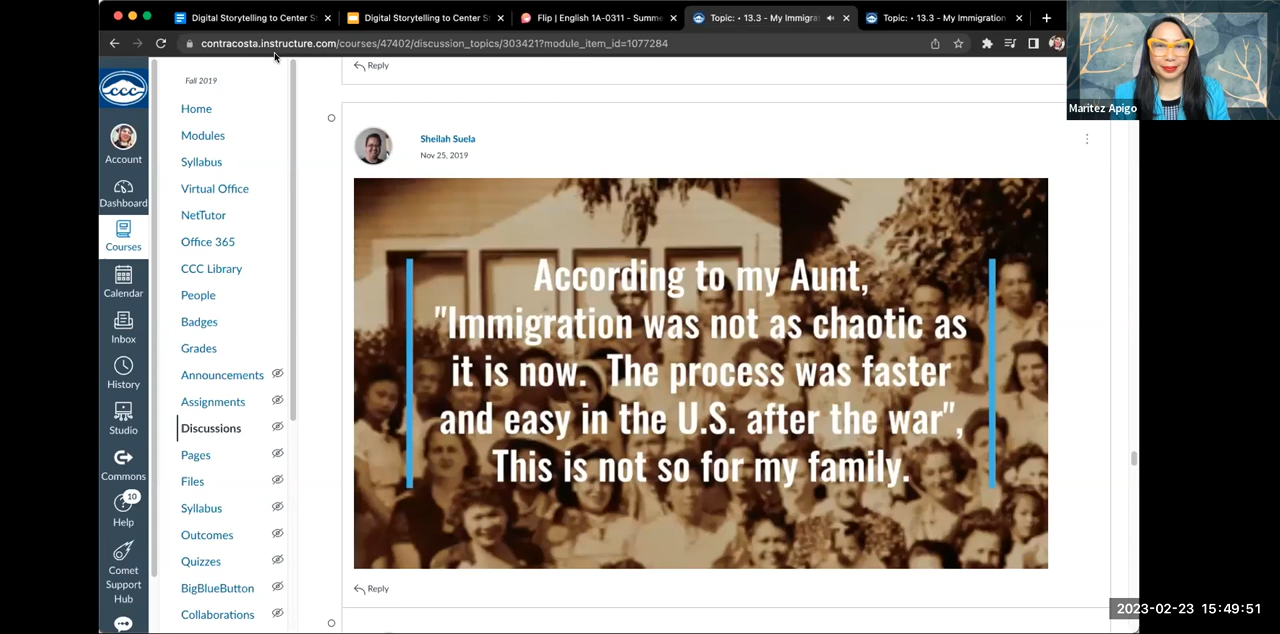 Digital Storytelling to Center S
Digital Storytelling to Center S
Flip | English 1A-0311 - Summe
Topic: • 13.3 - My Immigra
Topic: • 13.3 - My Immigration
contracosta.instructure.com/courses/47402/discussion_topics/303421?module_item_id=1077284
Maritez Apigo
CCC
Account
Dashboard
Courses
Calendar
Inbox
History
Studio
Commons
10
Help
Comet
Support
Hub
Fall 2019
Home
Modules
Syllabus
Virtual Office
NetTutor
Office 365
CCC Library
People
Badges
Grades
Announcements
Assignments
Discussions
Pages
Files
Syllabus
Outcomes
Quizzes
BigBlueButton
Collaborations
Reply
Sheilah Suela
Nov 25, 2019
According to my Aunt,
"Immigration was not as chaotic as
it is now. The process was faster
and easy in the U.S. after the war",
This is not so for my family.
Reply
2023-02-23 15:49:51